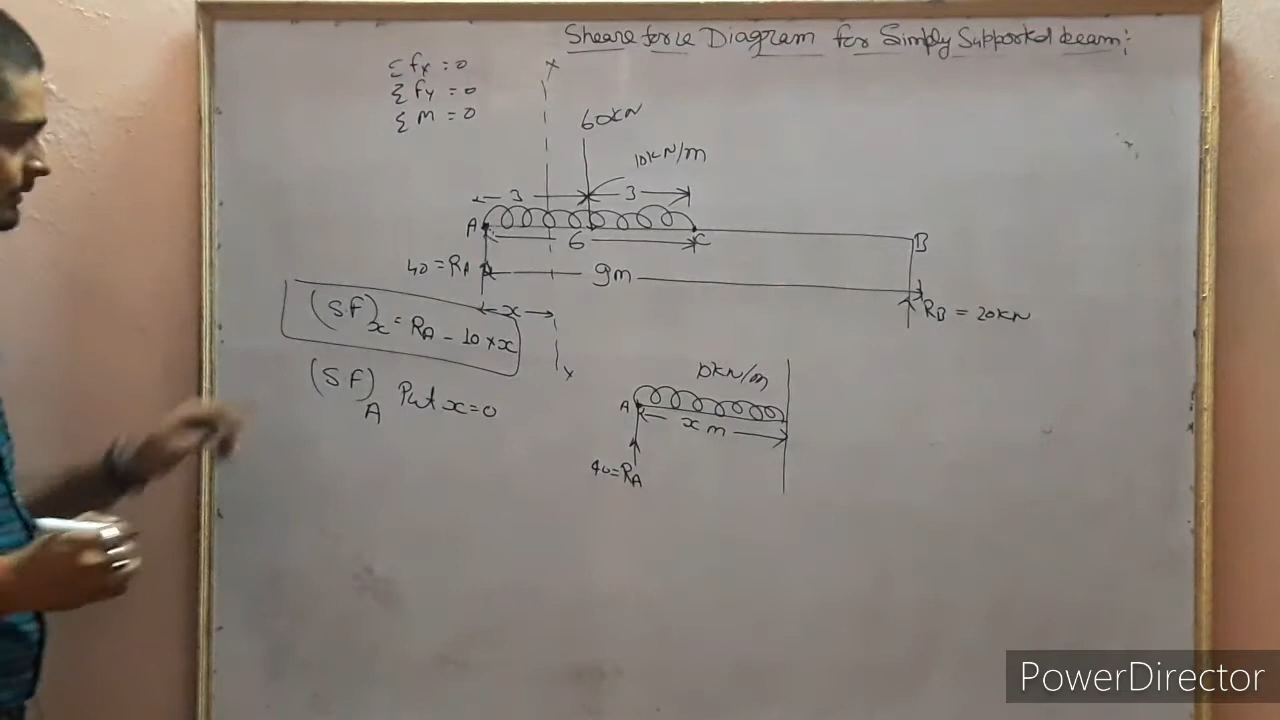 Sheare force Diagram for Simply Supported beam:
Σfx = 0
Σfy = 0
ΣM = 0
x
60KN
10KN/m
3 3
A 6 C B
40=RA 9m
RB = 20KN
x
(SF)x = RA - 10×x
x
(SF)A Put x=0
10KN/m
A x m
40=RA
PowerDirector